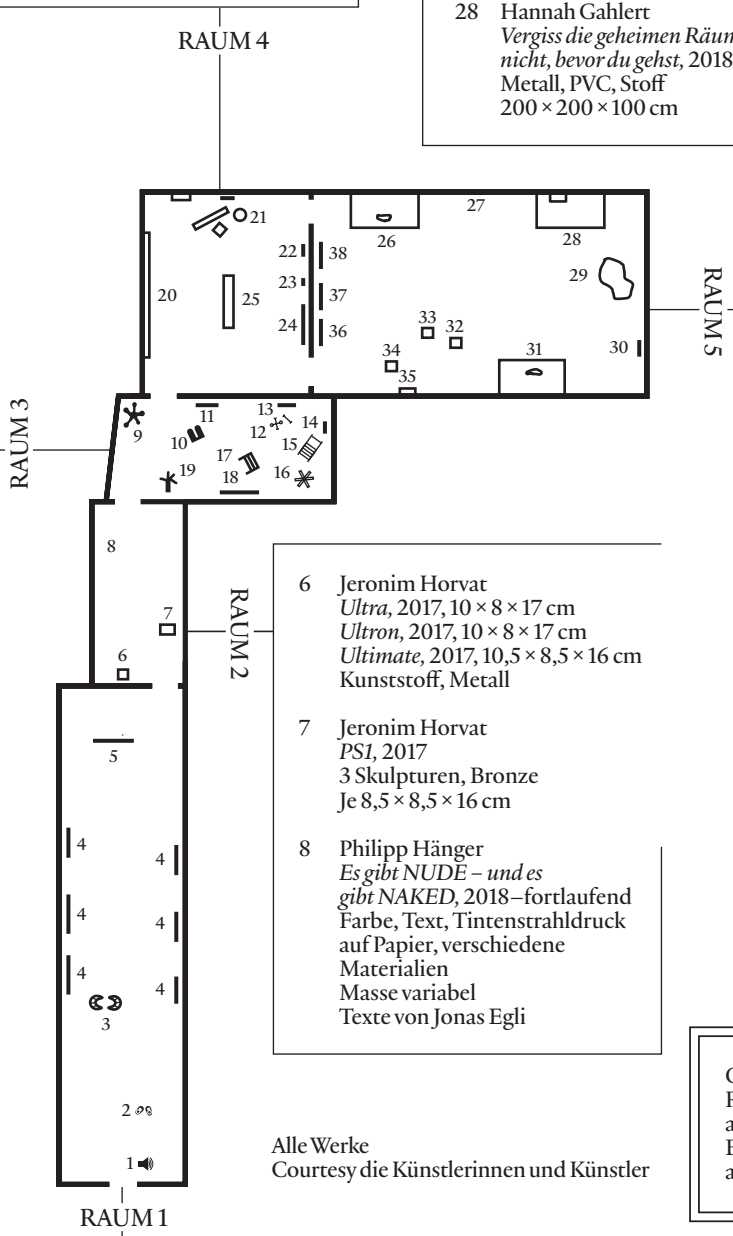 RAUM 4
28 Hannah Gahlert
Vergiss die geheimen Räum
nicht, bevor du gehst, 2018
Metall, PVC, Stoff
200 × 200 × 100 cm
21
27
22
38
26
28
23
37
29
20
25
24
36
33
32
34
35
31
30
RAUM 5
RAUM 3
9
10
11
12
13
14
15
16
17
18
19
8
7
6
RAUM 2
6 Jeronim Horvat
Ultra, 2017, 10 × 8 × 17 cm
Ultron, 2017, 10 × 8 × 17 cm
Ultimate, 2017, 10,5 × 8,5 × 16 cm
Kunststoff, Metall
7 Jeronim Horvat
PS1, 2017
3 Skulpturen, Bronze
Je 8,5 × 8,5 × 16 cm
8 Philipp Hänger
Es gibt NUDE – und es
gibt NAKED, 2018–fortlaufend
Farbe, Text, Tintenstrahldruck
auf Papier, verschiedene
Materialien
Masse variabel
Texte von Jonas Egli
5
4
4
4
4
4
4
3
2
1
RAUM 1
Alle Werke
Courtesy die Künstlerinnen und Künstler